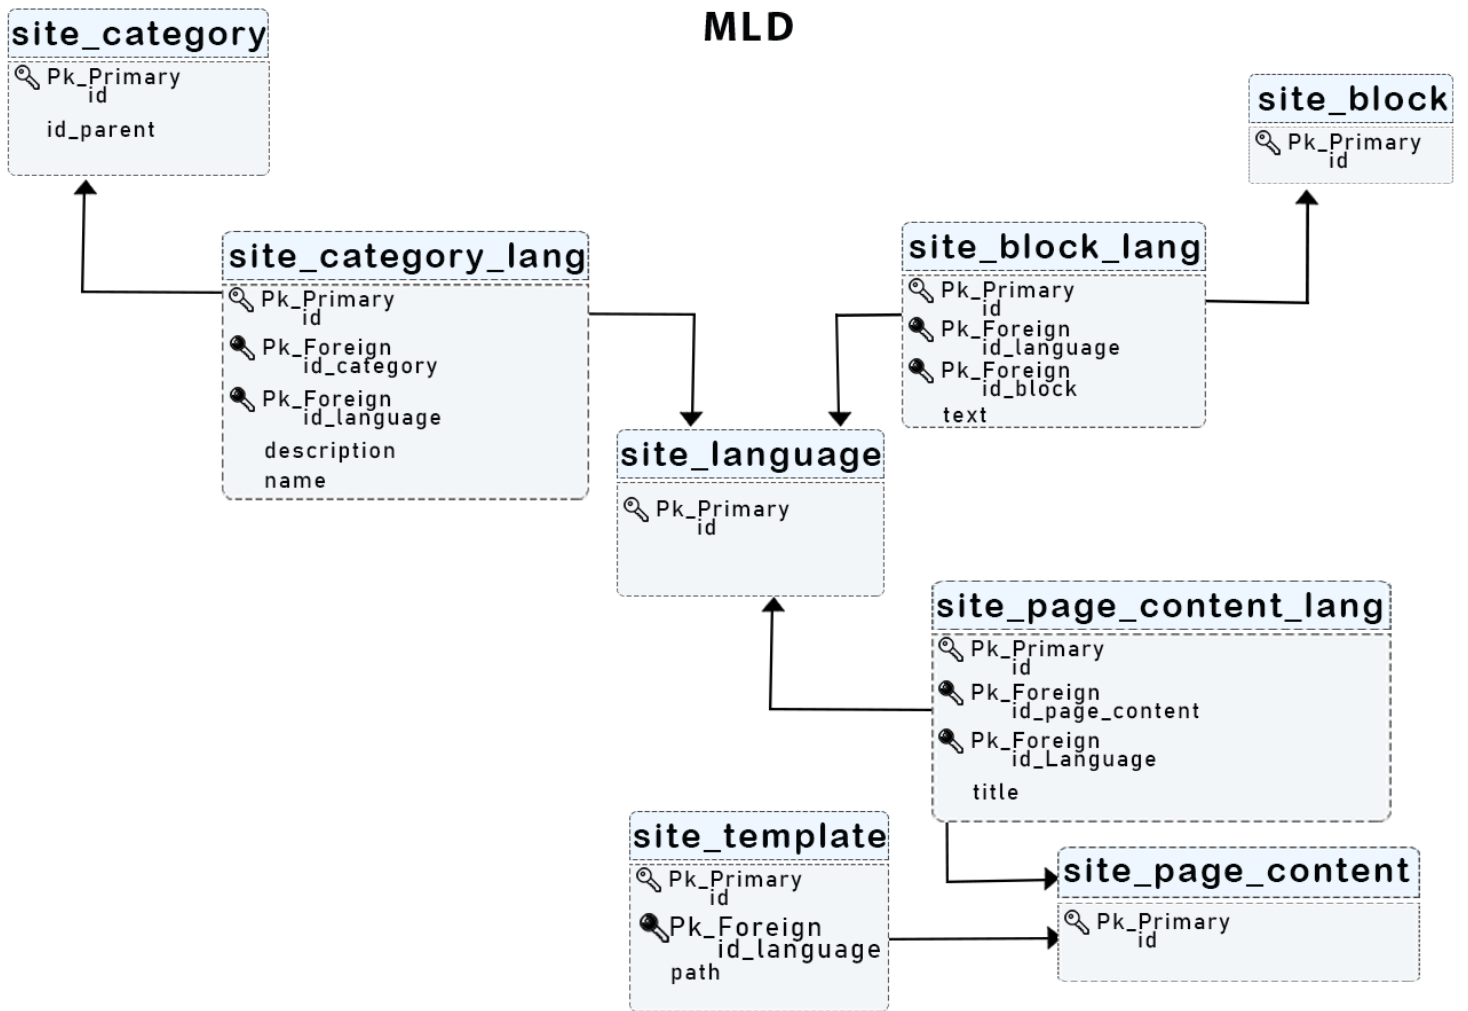 MLD
site_category
Pk_Primary
id
id_parent
site_block
Pk_Primary
id
site_category_lang
Pk_Primary
id
Pk_Foreign
id_category
Pk_Foreign
id_language
description
name
site_block_lang
Pk_Primary
id
Pk_Foreign
id_language
Pk_Foreign
id_block
text
site_language
Pk_Primary
id
site_page_content_lang
Pk_Primary
id
Pk_Foreign
id_page_content
Pk_Foreign
id_Language
title
site_template
Pk_Primary
id
Pk_Foreign
id_language
path
site_page_content
Pk_Primary
id